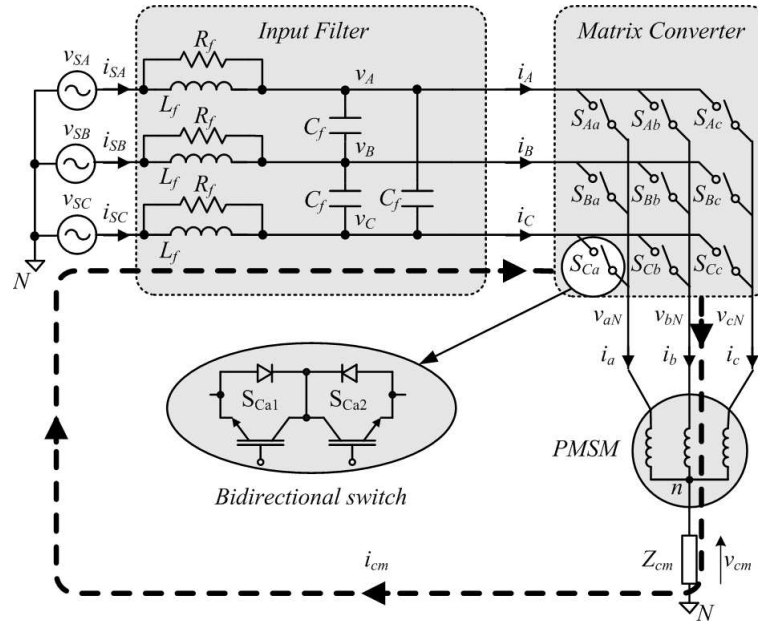 Input Filter
Matrix Converter
v_SA
i_SA
R_f
L_f
v_A
i_A
S_Aa
S_Ab
S_Ac
C_f
v_SB
i_SB
R_f
L_f
v_B
i_B
S_Ba
S_Bb
S_Bc
C_f
C_f
v_SC
i_SC
R_f
L_f
v_C
i_C
S_Ca
S_Cb
S_Cc
N
v_aN
v_bN
v_cN
i_a
i_b
i_c
S_Ca1
S_Ca2
Bidirectional switch
PMSM
n
Z_cm
v_cm
i_cm
N